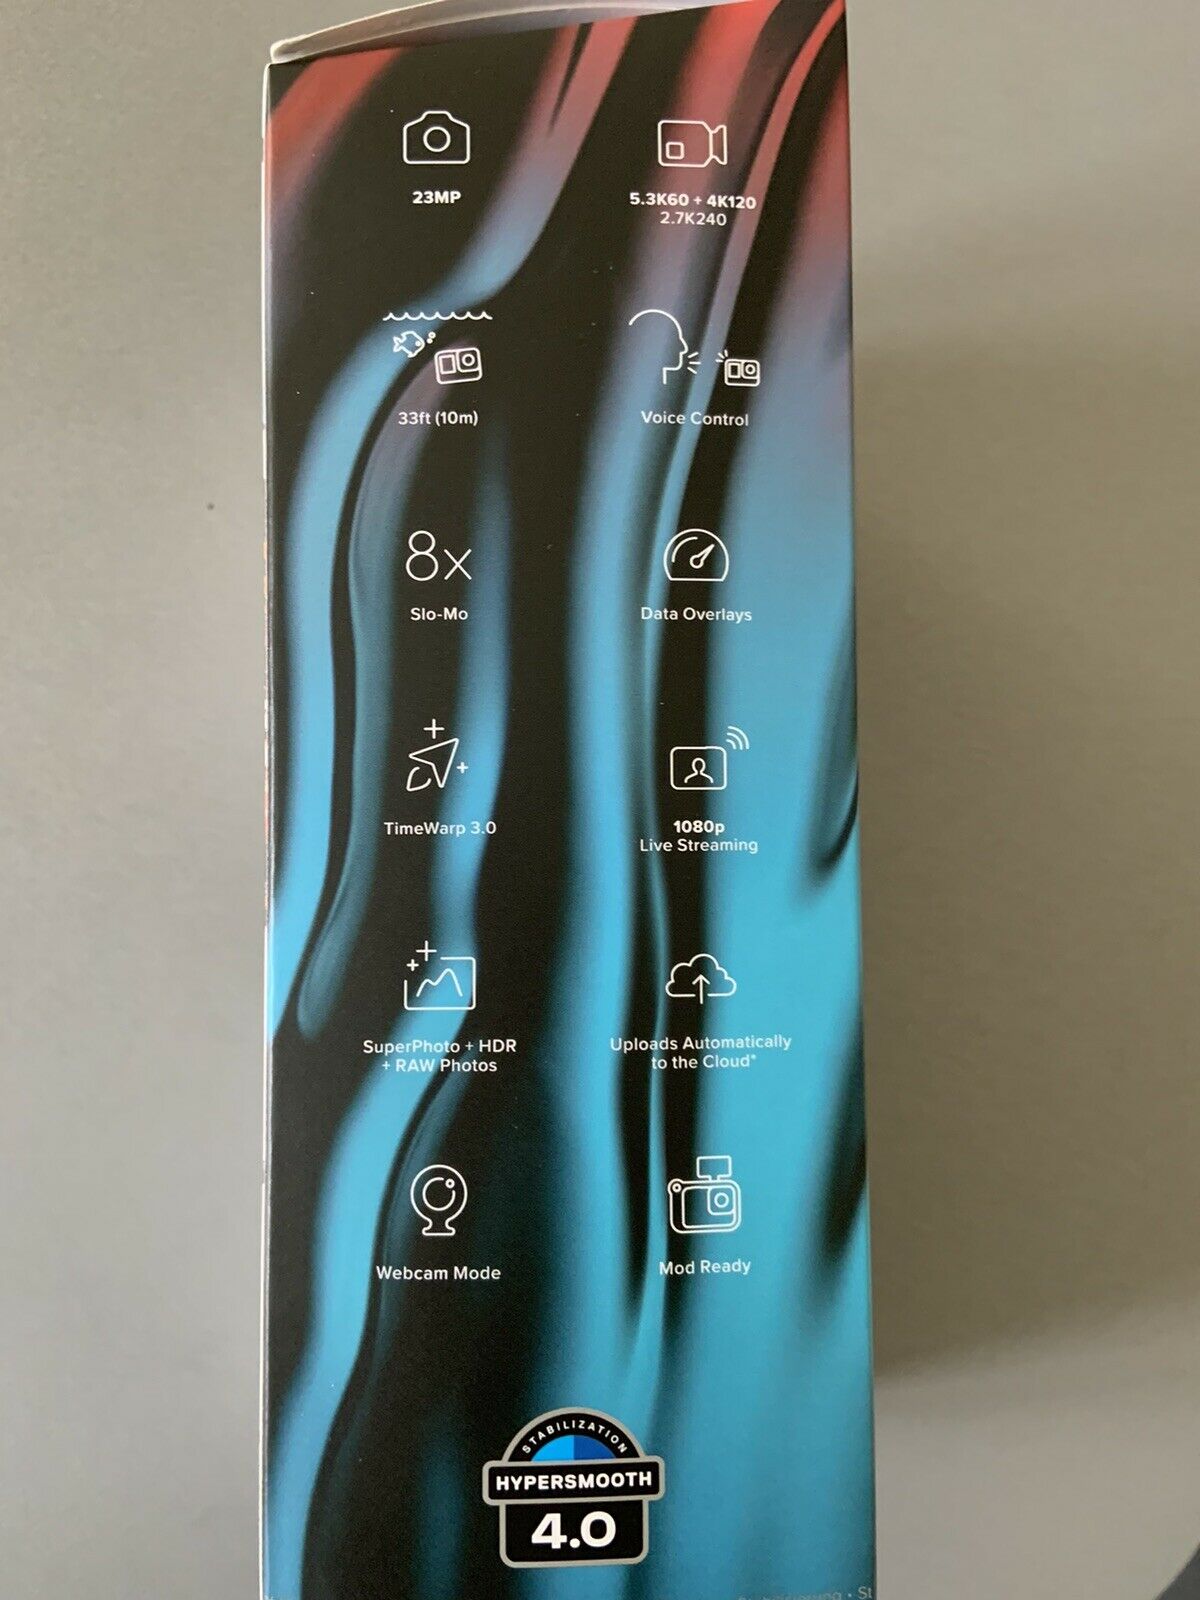 23MP
5.3K60 + 4K120
2.7K240
33ft (10m)
Voice Control
8x
Slo-Mo
Data Overlays
TimeWarp 3.0
1080p
Live Streaming
SuperPhoto + HDR
+ RAW Photos
Uploads Automatically
to the Cloud*
Webcam Mode
Mod Ready
STABILIZATION
HYPERSMOOTH
4.0